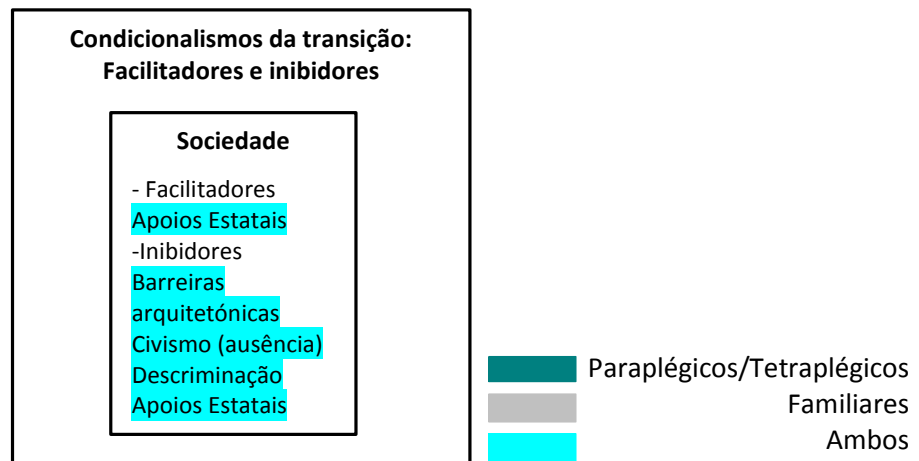 Condicionalismos da transição:
Facilitadores e inibidores
Sociedade
- Facilitadores
Apoios Estatais
-Inibidores
Barreiras
arquitetónicas
Civismo (ausência)
Descriminação
Apoios Estatais
Paraplégicos/Tetraplégicos
Familiares
Ambos